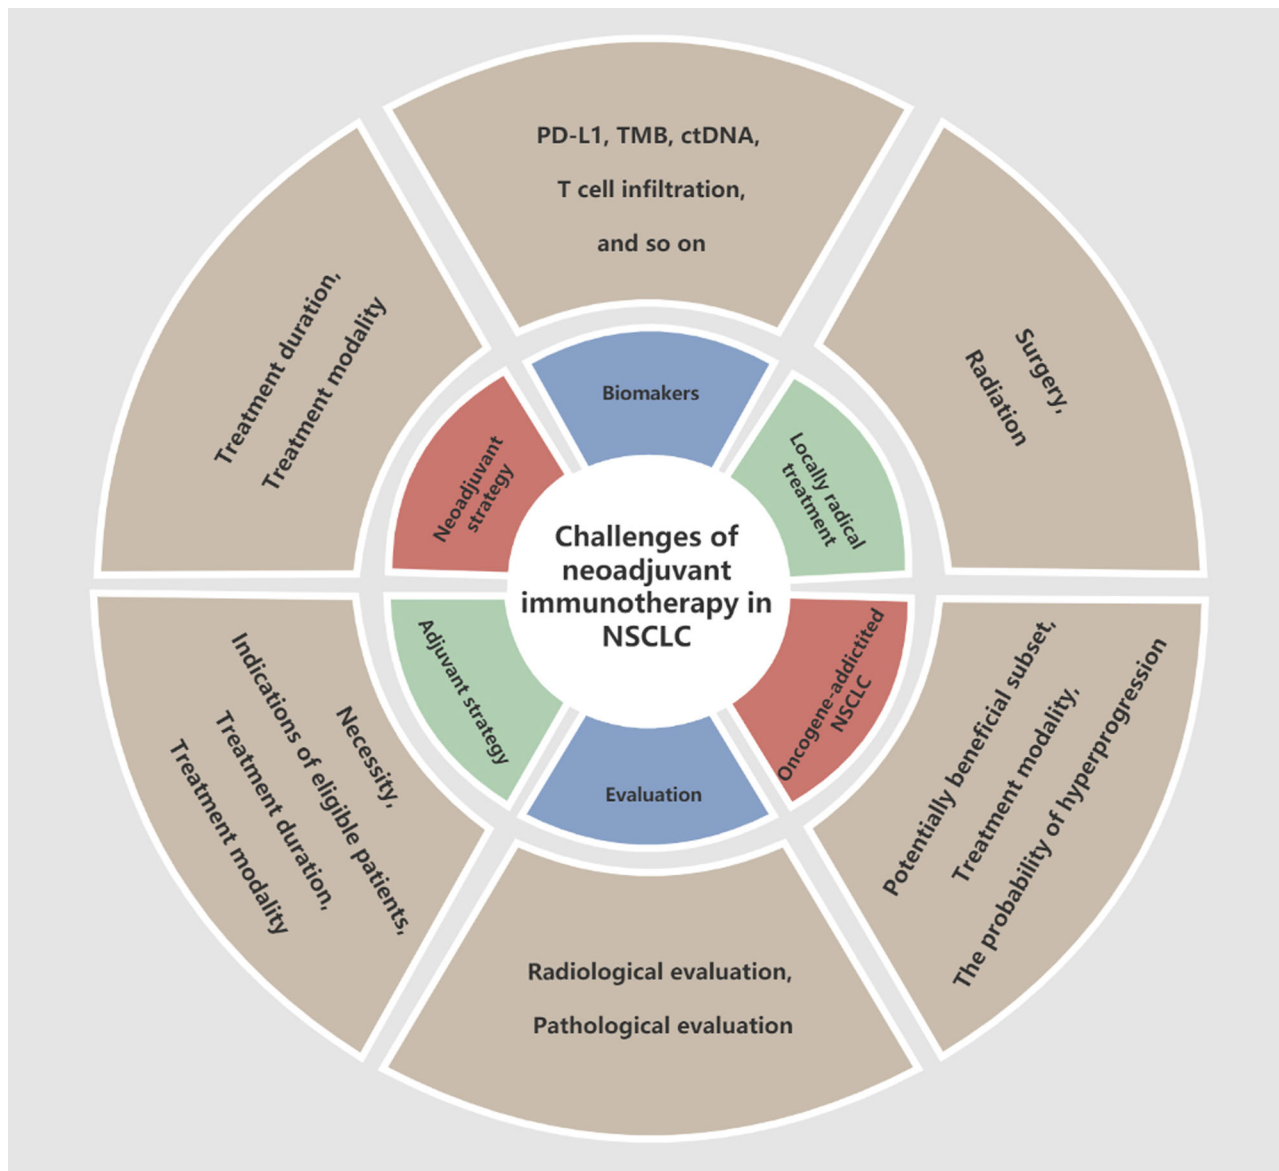 PD-L1, TMB, ctDNA,
T cell infiltration,
and so on
Biomakers
Surgery,
Radiation
Locally radical
treatment
Potentially beneficial subset,
Treatment modality,
The probability of hyperprogression
Oncogene-addictited
NSCLC
Radiological evaluation,
Pathological evaluation
Evaluation
Necessity,
Indications of eligible patients,
Treatment duration,
Treatment modality
Adjuvant strategy
Treatment duration,
Treatment modality
Neoadjuvant
strategy
Challenges of
neoadjuvant
immunotherapy in
NSCLC